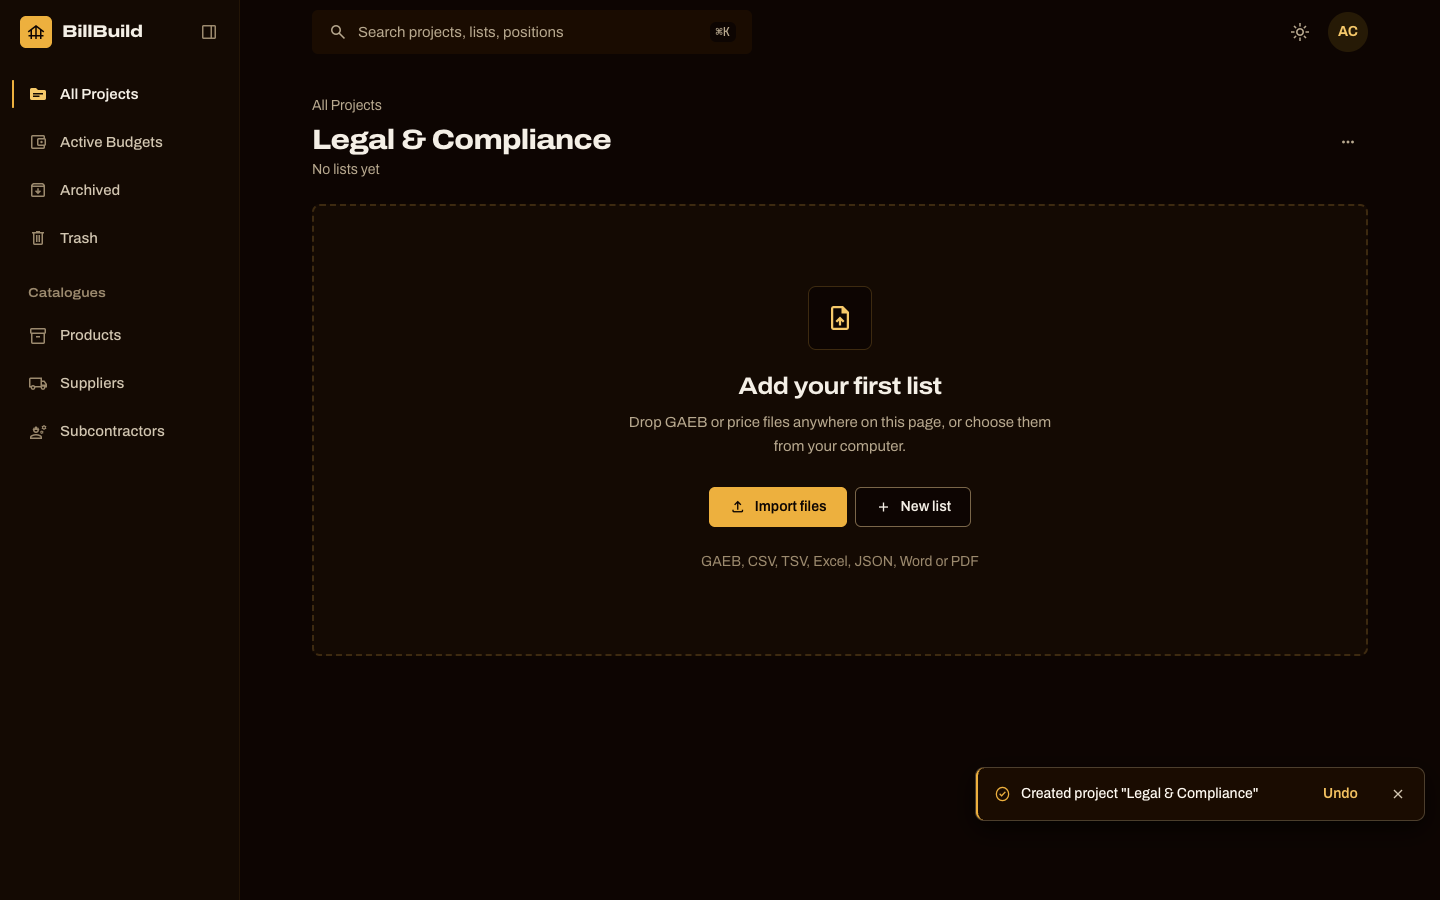 BillBuild
Search projects, lists, positions
⌘K
AC
All Projects
Active Budgets
Archived
Trash
Catalogues
Products
Suppliers
Subcontractors
All Projects
Legal & Compliance
No lists yet
Add your first list
Drop GAEB or price files anywhere on this page, or choose them
from your computer.
Import files
New list
GAEB, CSV, TSV, Excel, JSON, Word or PDF
Created project "Legal & Compliance"
Undo